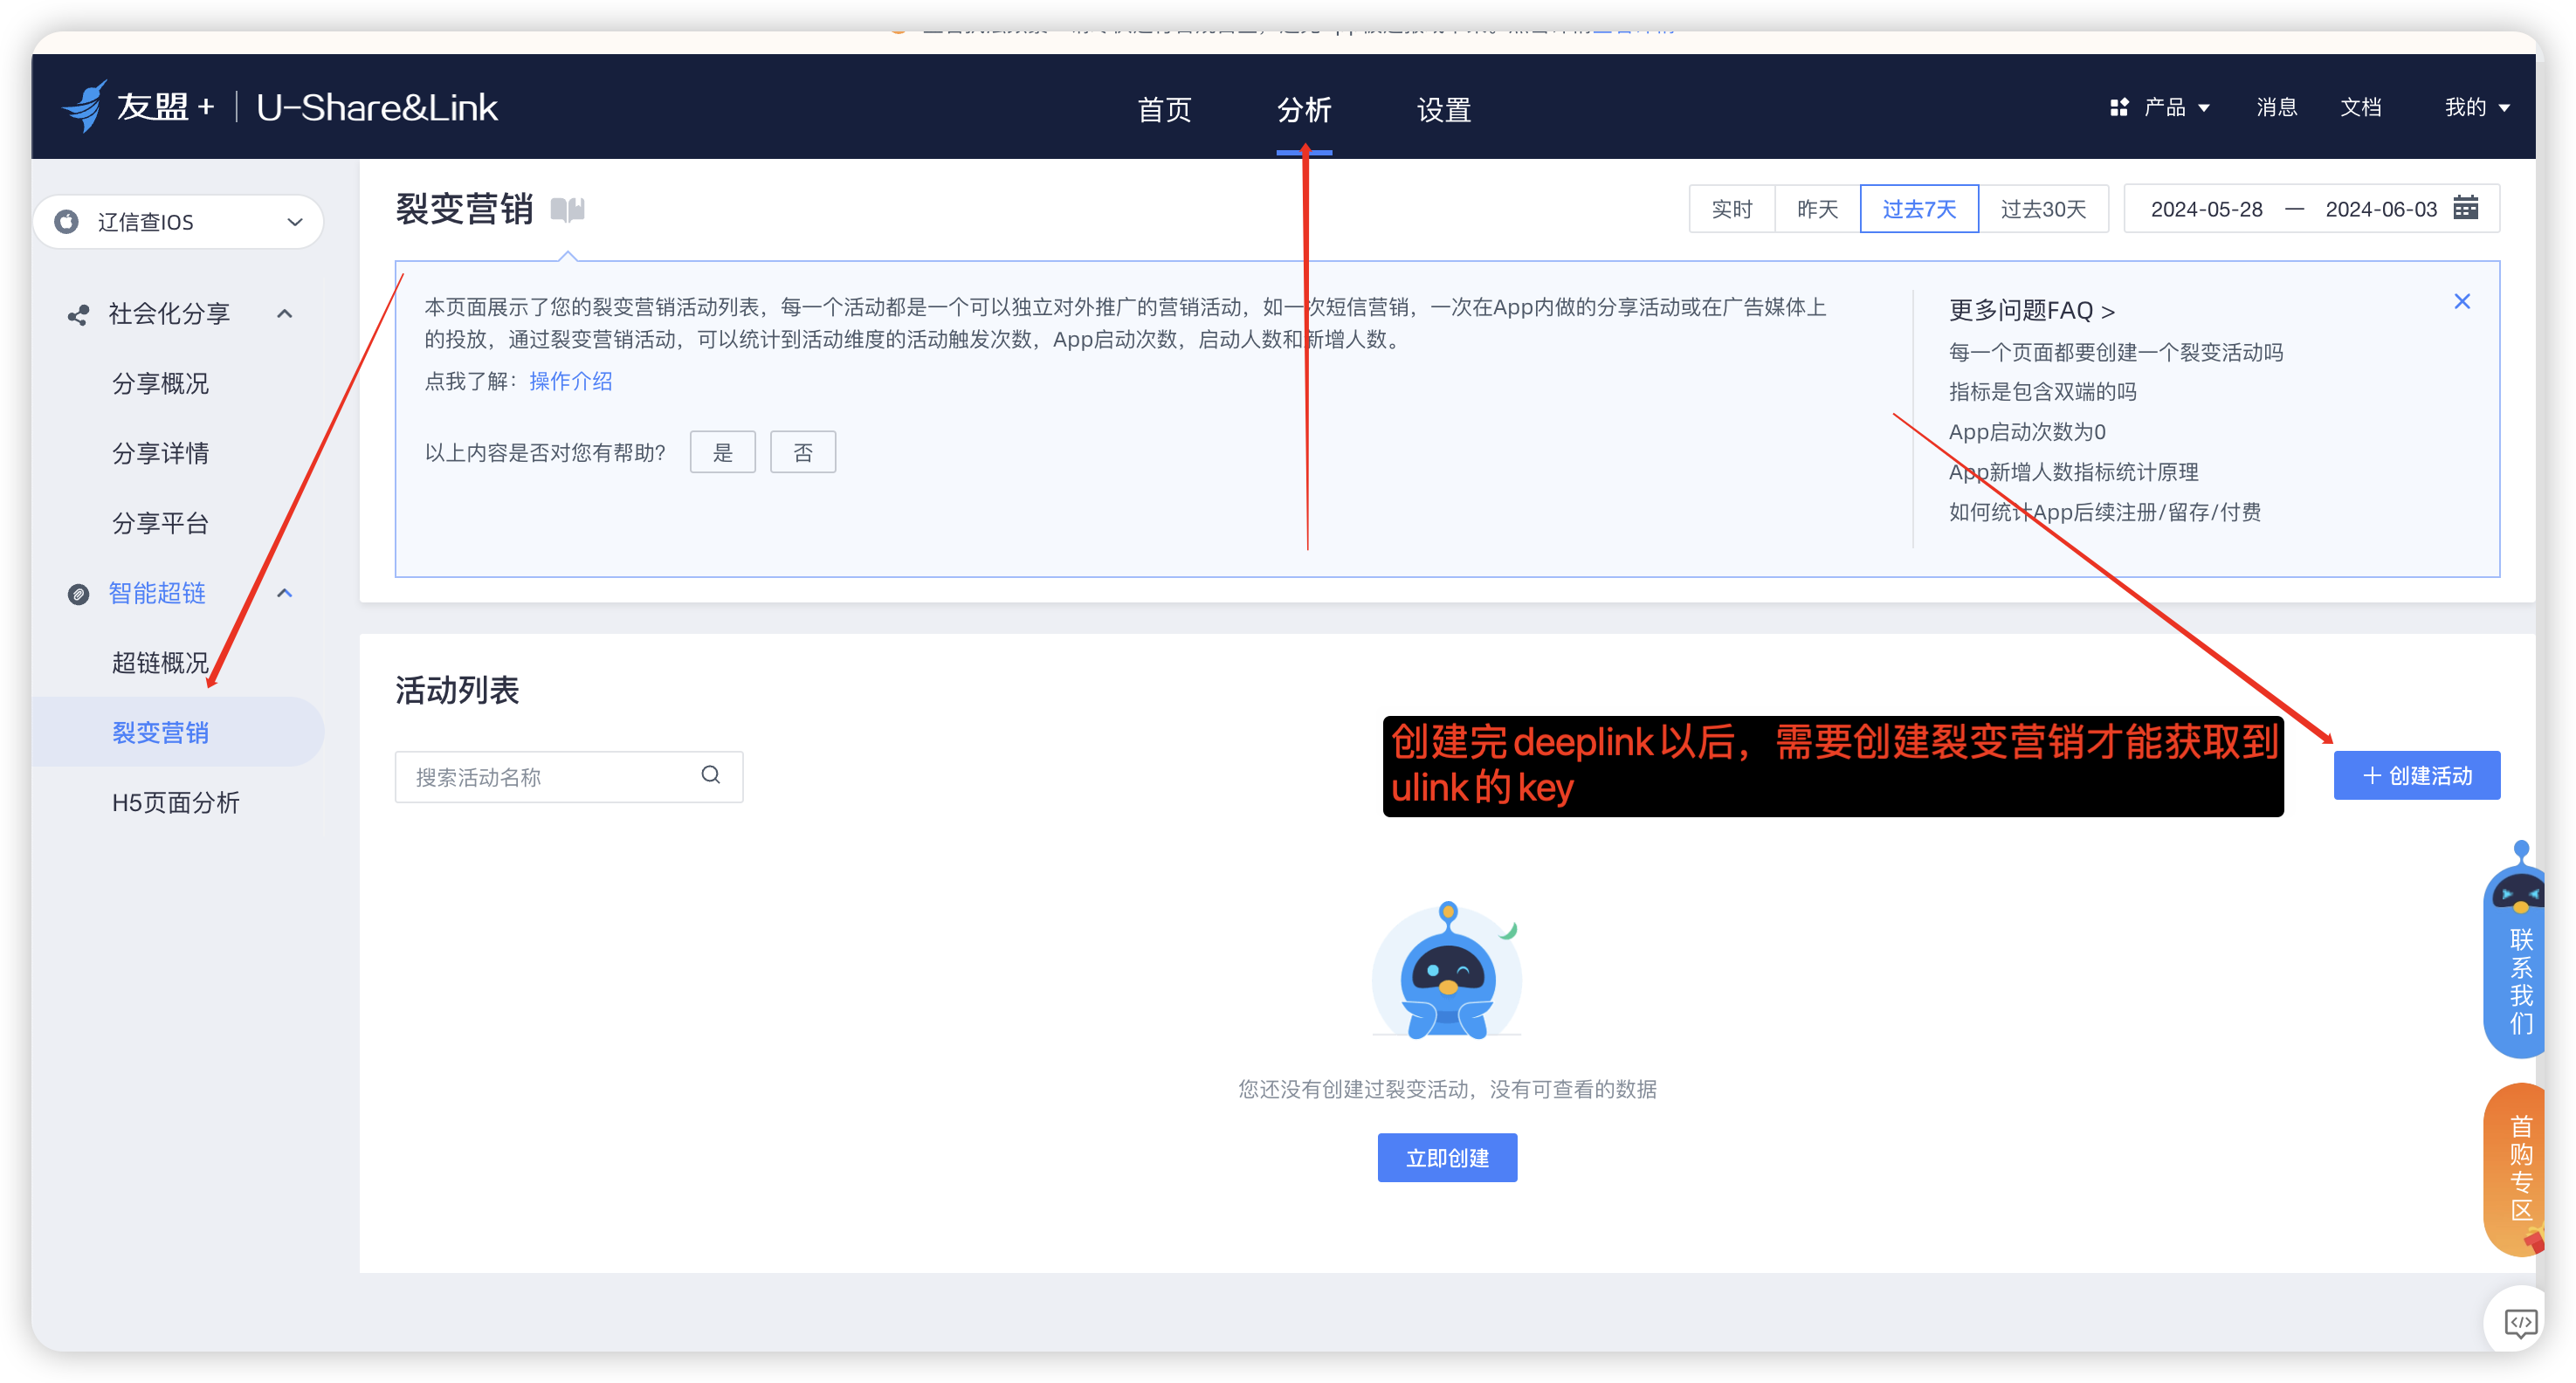 友盟+ | U-Share&Link
首页
分析
设置
产品
消息
文档
我的
辽信查IOS
社会化分享
分享概况
分享详情
分享平台
智能超链
超链概况
裂变营销
H5页面分析
裂变营销
实时
昨天
过去7天
过去30天
2024-05-28 — 2024-06-03
本页面展示了您的裂变营销活动列表，每一个活动都是一个可以独立对外推广的营销活动，如一次短信营销，一次在App内做的分享活动或在广告媒体上
的投放，通过裂变营销活动，可以统计到活动维度的活动触发次数，App启动次数，启动人数和新增人数。
点我了解：操作介绍
以上内容是否对您有帮助？
是
否
更多问题FAQ >
每一个页面都要创建一个裂变活动吗
指标是包含双端的吗
App启动次数为0
App新增人数指标统计原理
如何统计App后续注册/留存/付费
活动列表
搜索活动名称
创建完deeplink以后，需要创建裂变营销才能获取到
ulink的key
+ 创建活动
您还没有创建过裂变活动，没有可查看的数据
立即创建
联系我们
首购专区